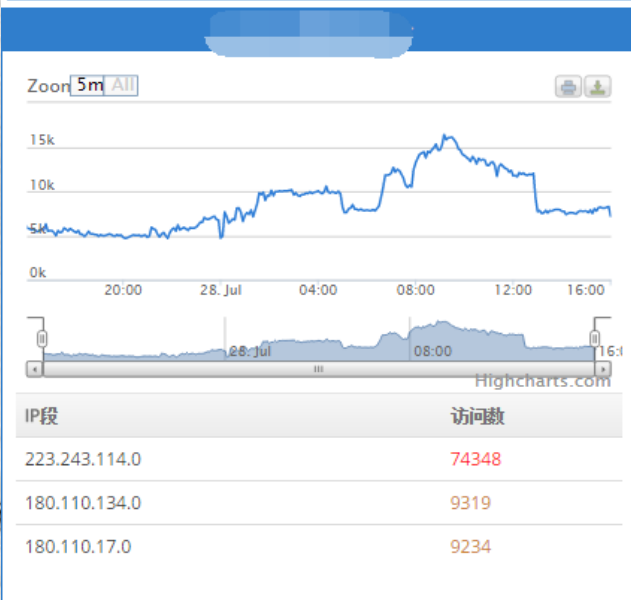 Zoom 5m All
15k
10k
5k
0k
20:00 28. Jul 04:00 08:00 12:00 16:00
28. Jul 08:00 16:0
Highcharts.com
IP段 访问数
223.243.114.0 74348
180.110.134.0 9319
180.110.17.0 9234